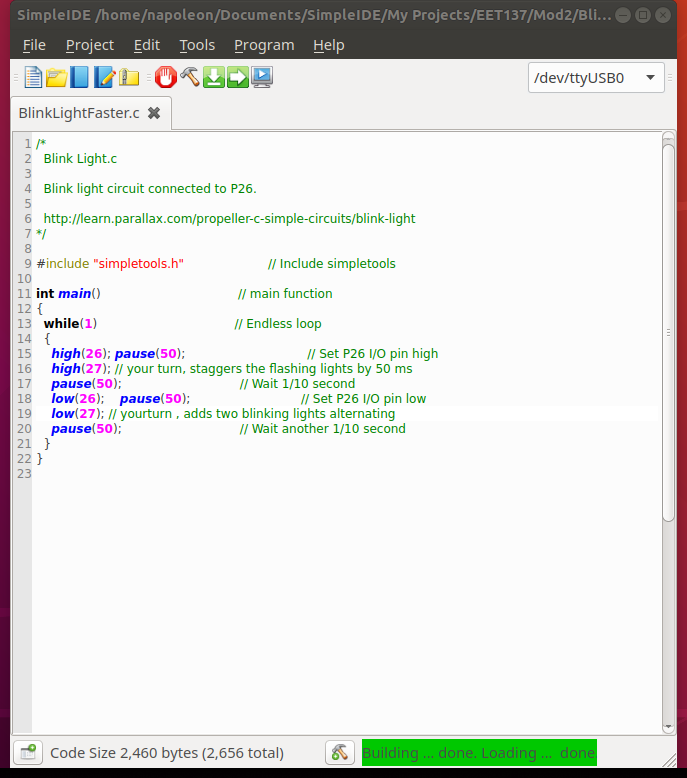 SimpleIDE /home/napoleon/Documents/SimpleIDE/My Projects/EET137/Mod2/Bli...
File Project Edit Tools Program Help
/dev/ttyUSB0
BlinkLightFaster.c
1 /*
2 Blink Light.c
3
4 Blink light circuit connected to P26.
5
6 http://learn.parallax.com/propeller-c-simple-circuits/blink-light
7 */
8
9 #include "simpletools.h" // Include simpletools
10
11 int main() // main function
12 {
13 while(1) // Endless loop
14 {
15 high(26); pause(50); // Set P26 I/O pin high
16 high(27); // your turn, staggers the flashing lights by 50 ms
17 pause(50); // Wait 1/10 second
18 low(26); pause(50); // Set P26 I/O pin low
19 low(27); // yourturn , adds two blinking lights alternating
20 pause(50); // Wait another 1/10 second
21 }
22 }
23
Code Size 2,460 bytes (2,656 total) Building ... done. Loading ... done